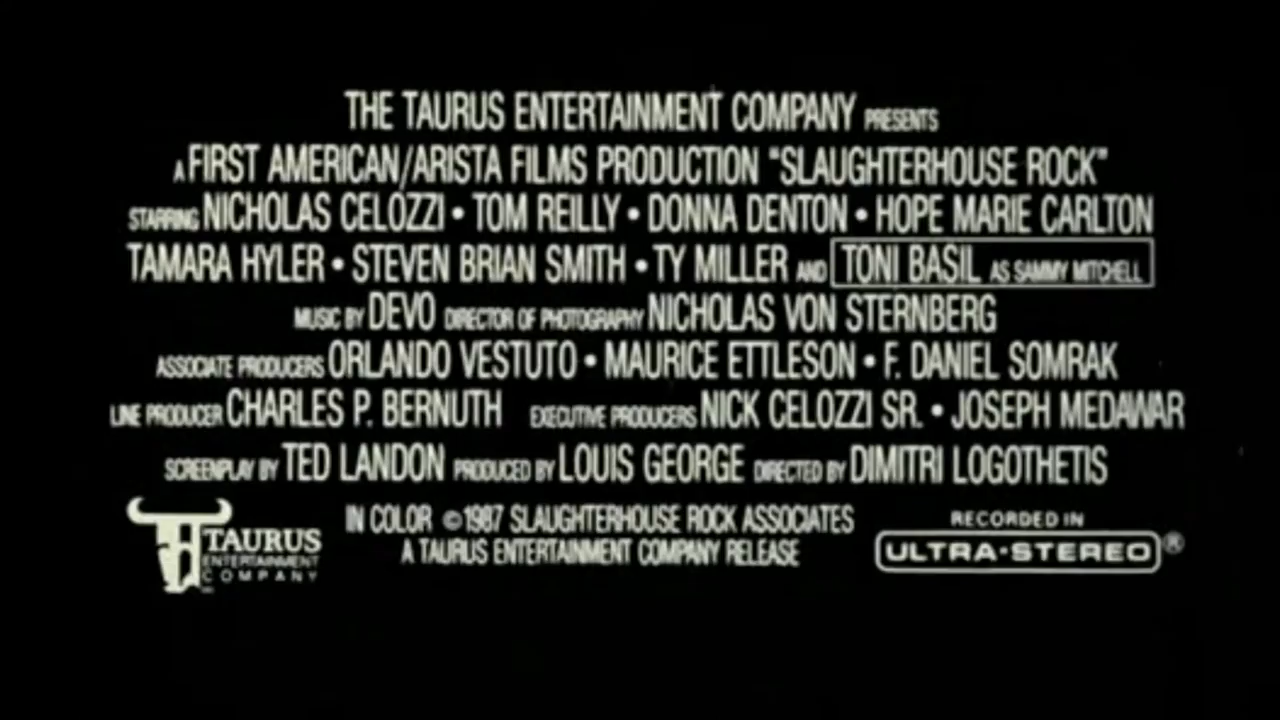 THE TAURUS ENTERTAINMENT COMPANY PRESENTS
A FIRST AMERICAN/ARISTA FILMS PRODUCTION "SLAUGHTERHOUSE ROCK"
STARRING NICHOLAS CELOZZI • TOM REILLY • DONNA DENTON • HOPE MARIE CARLTON
TAMARA HYLER • STEVEN BRIAN SMITH • TY MILLER AND TONI BASIL AS SAMMY MITCHELL
MUSIC BY DEVO DIRECTOR OF PHOTOGRAPHY NICHOLAS VON STERNBERG
ASSOCIATE PRODUCERS ORLANDO VESTUTO • MAURICE ETTLESON • F. DANIEL SOMRAK
LINE PRODUCER CHARLES P. BERNUTH EXECUTIVE PRODUCERS NICK CELOZZI SR. • JOSEPH MEDAWAR
SCREENPLAY BY TED LANDON PRODUCED BY LOUIS GEORGE DIRECTED BY DIMITRI LOGOTHETIS
TAURUS
ENTERTAINMENT
COMPANY
IN COLOR ©1987 SLAUGHTERHOUSE ROCK ASSOCIATES
A TAURUS ENTERTAINMENT COMPANY RELEASE
RECORDED IN
ULTRA•STEREO®